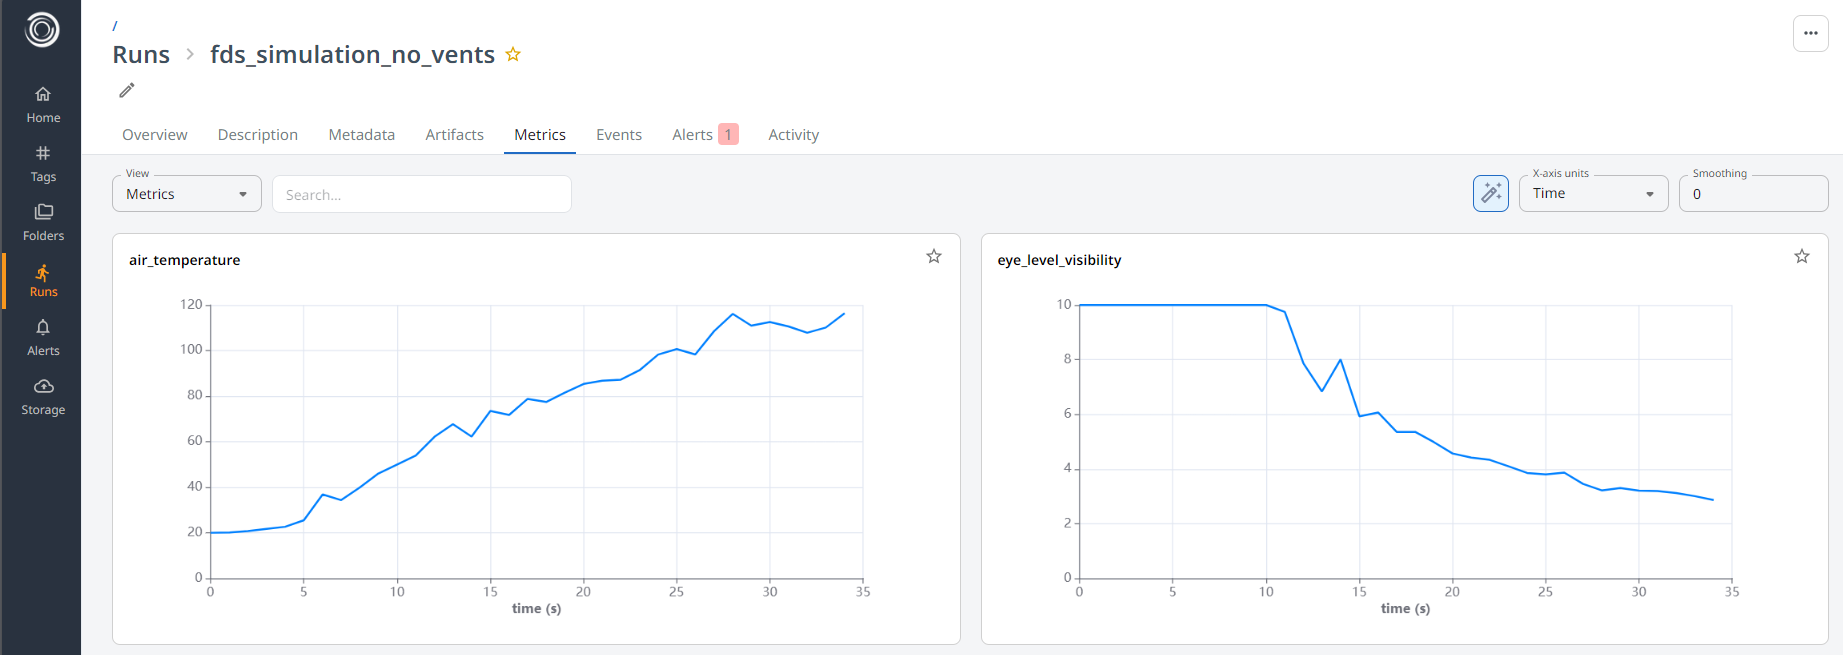 /
Runs > fds_simulation_no_vents
Home
Tags
Folders
Runs
Alerts
Storage
Overview Description Metadata Artifacts Metrics Events Alerts 1 Activity
View
Metrics
Search...
X-axis units
Time
Smoothing
0
air_temperature
120
100
80
60
40
20
0
0 5 10 15 20 25 30 35
time (s)
eye_level_visibility
10
8
6
4
2
0
0 5 10 15 20 25 30 35
time (s)